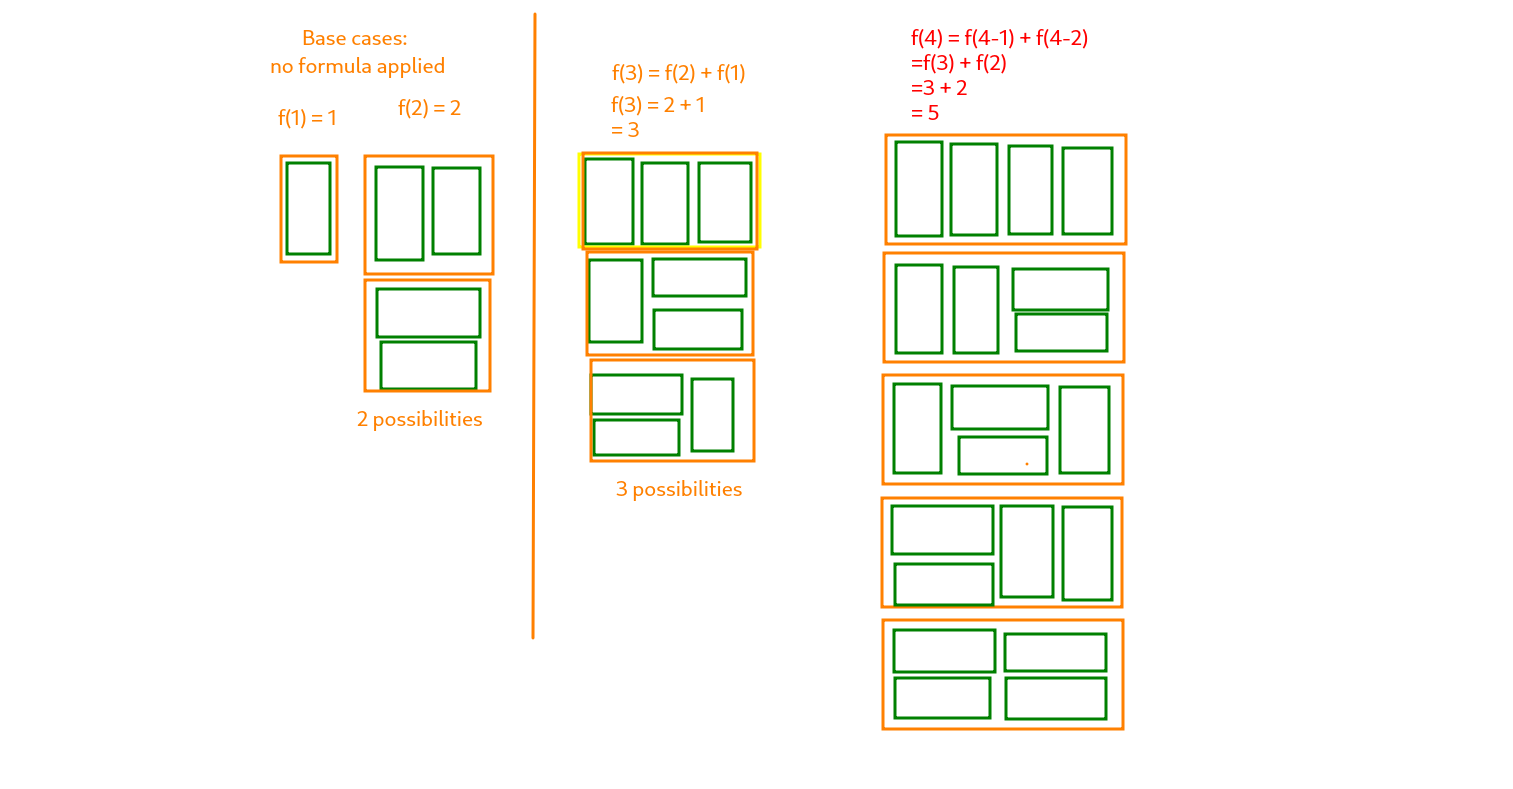 Base cases:
no formula applied
f(1) = 1
f(2) = 2
2 possibilities
f(3) = f(2) + f(1)
f(3) = 2 + 1
= 3
3 possibilities
f(4) = f(4-1) + f(4-2)
=f(3) + f(2)
=3 + 2
= 5